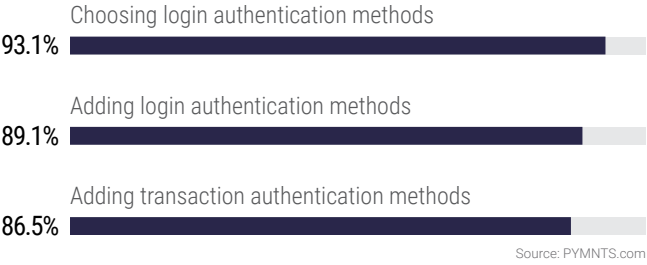 Choosing login authentication methods
93.1%
Adding login authentication methods
89.1%
Adding transaction authentication methods
86.5%
Source: PYMNTS.com